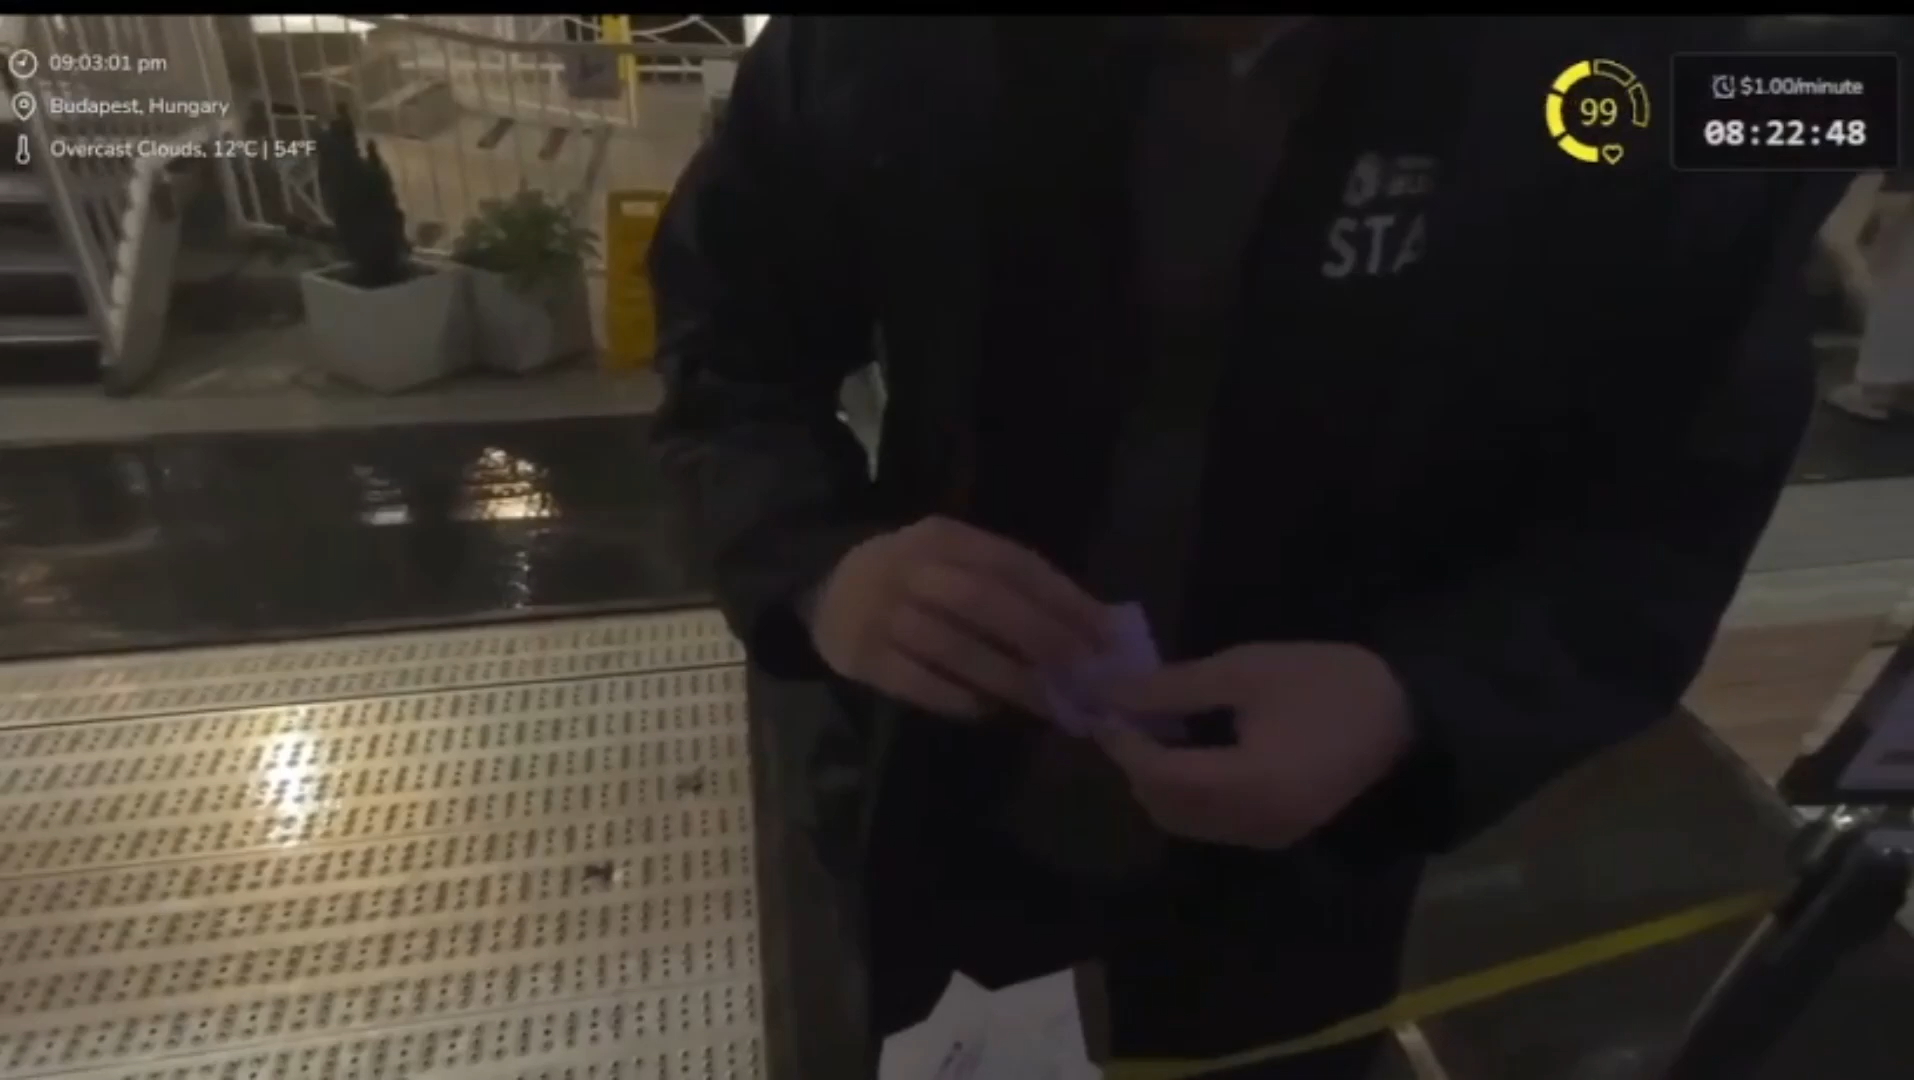 09:03:01 pm
Budapest, Hungary
Overcast Clouds, 12°C | 54°F
99
$1.00/minute
08:22:48
STA